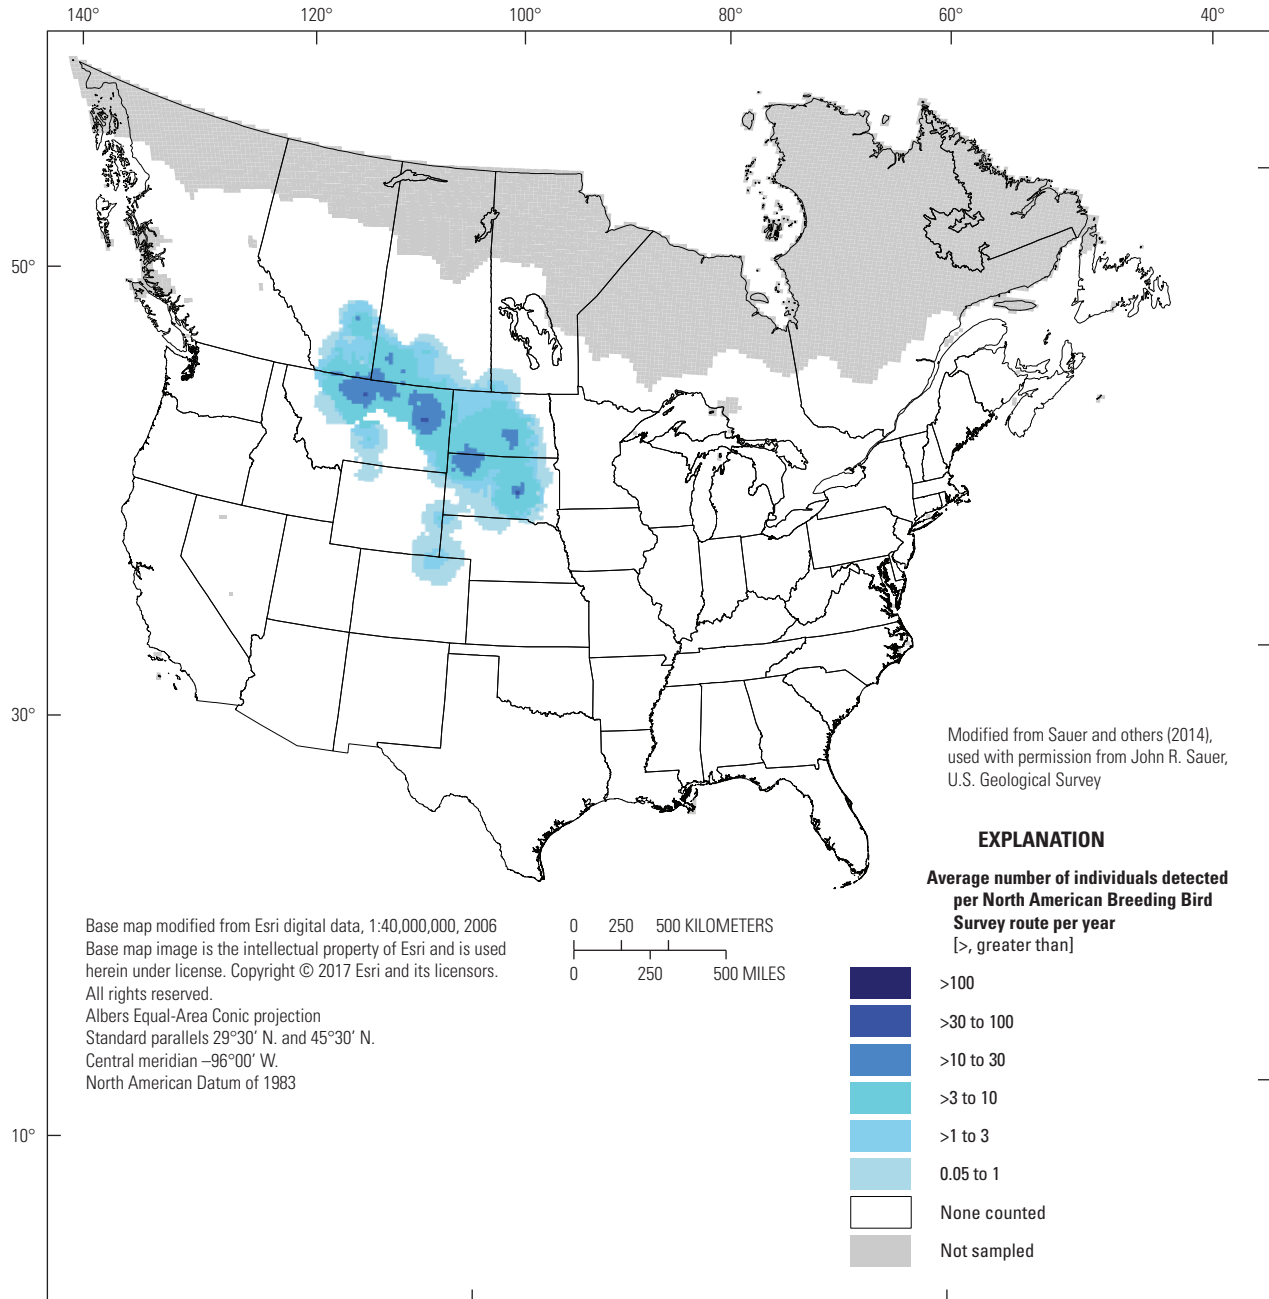 140°
120°
100°
80°
60°
40°
50°
30°
10°
Modified from Sauer and others (2014),
used with permission from John R. Sauer,
U.S. Geological Survey
EXPLANATION
Average number of individuals detected
per North American Breeding Bird
Survey route per year
[>, greater than]
>100
>30 to 100
>10 to 30
>3 to 10
>1 to 3
0.05 to 1
None counted
Not sampled
Base map modified from Esri digital data, 1:40,000,000, 2006
Base map image is the intellectual property of Esri and is used
herein under license. Copyright © 2017 Esri and its licensors.
All rights reserved.
Albers Equal-Area Conic projection
Standard parallels 29°30′ N. and 45°30′ N.
Central meridian –96°00′ W.
North American Datum of 1983
0 250 500 KILOMETERS
0 250 500 MILES